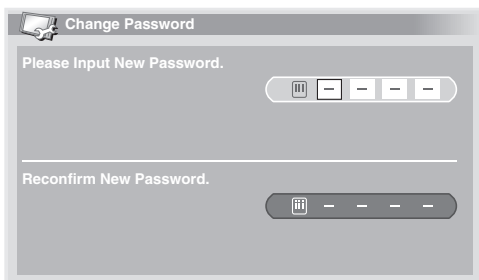 Change Password
Please Input New Password.
– – – –
Reconfirm New Password.
– – – –